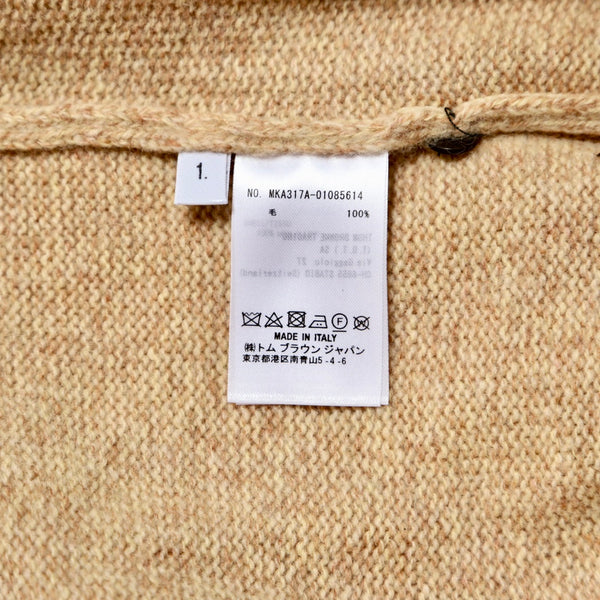 1.
NO. MKA317A-01085614
毛 100%
MADE IN ITALY
㈱トム ブラウン ジャパン
東京都港区南青山5-4-6